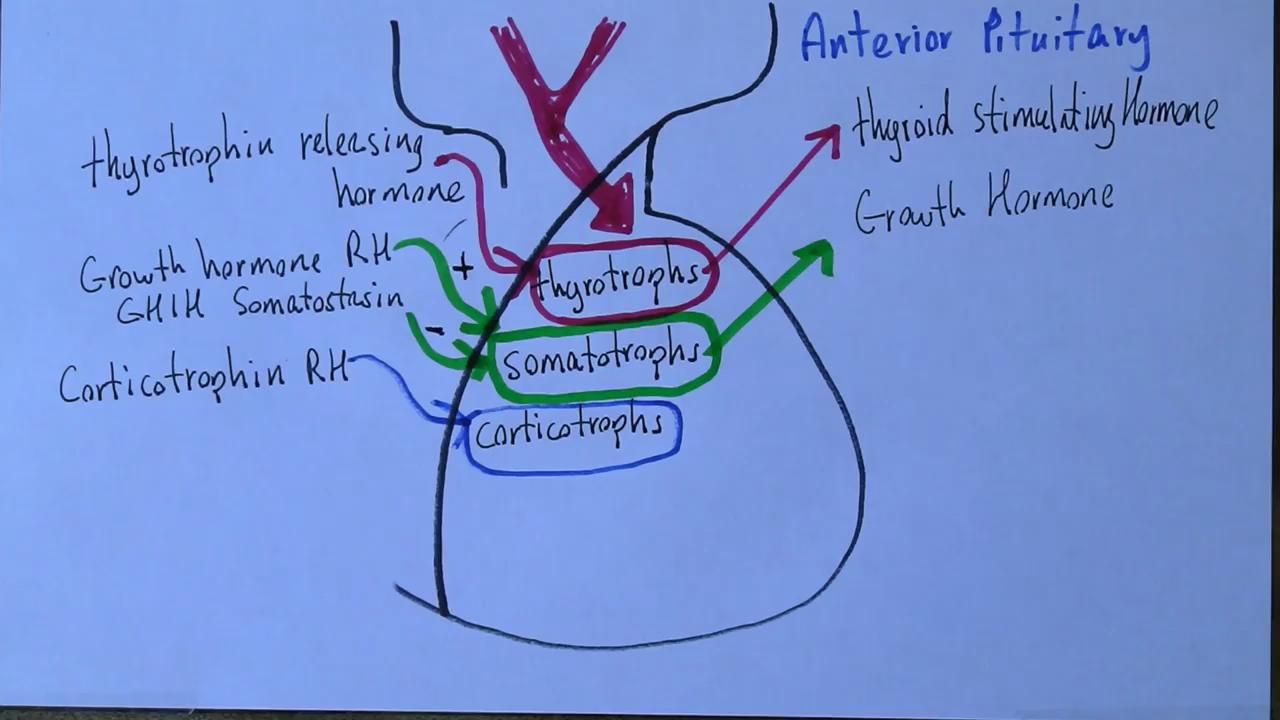 Anterior Pituitary
thyrotrophin releasing
hormone
thyroid stimulating Hormone
Growth Hormone
Growth hormone RH
+
GHIH Somatostasin
-
Corticotrophin RH
thyrotrophs
somatotrophs
corticotrophs